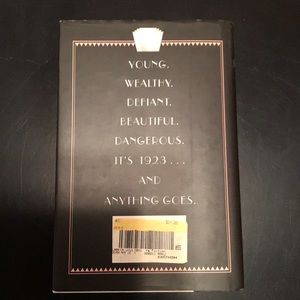 YOUNG,
WEALTHY,
DEFIANT,
BEAUTIFUL,
DANGEROUS.
IT'S 1923 . . .
AND
ANYTHING GOES.